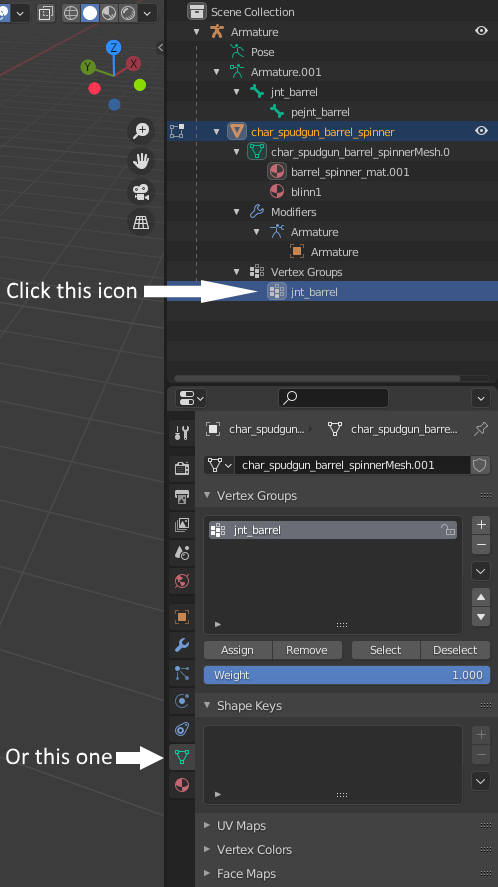 Scene Collection
Armature
Pose
Armature.001
jnt_barrel
pejnt_barrel
char_spudgun_barrel_spinner
char_spudgun_barrel_spinnerMesh.0
barrel_spinner_mat.001
blinn1
Modifiers
Armature
Armature
Vertex Groups
jnt_barrel
Z
Y
X
Click this icon
char_spudgun...
char_spudgun_barre...
char_spudgun_barrel_spinnerMesh.001
Vertex Groups
jnt_barrel
Assign Remove Select Deselect
Weight 1.000
Shape Keys
Or this one
UV Maps
Vertex Colors
Face Maps